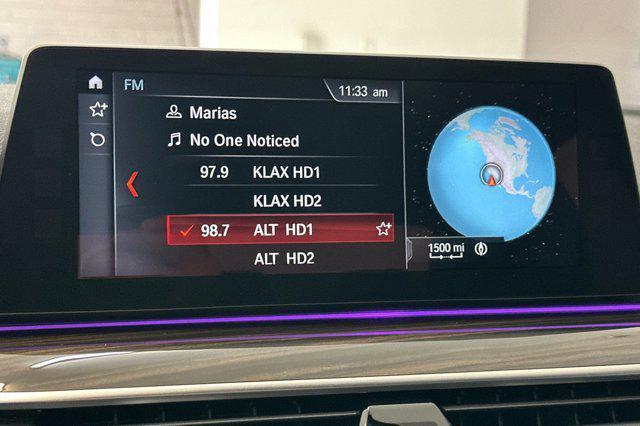 FM
11:33 am
Marias
No One Noticed
97.9 KLAX HD1
KLAX HD2
98.7 ALT HD1
ALT HD2
1500 mi